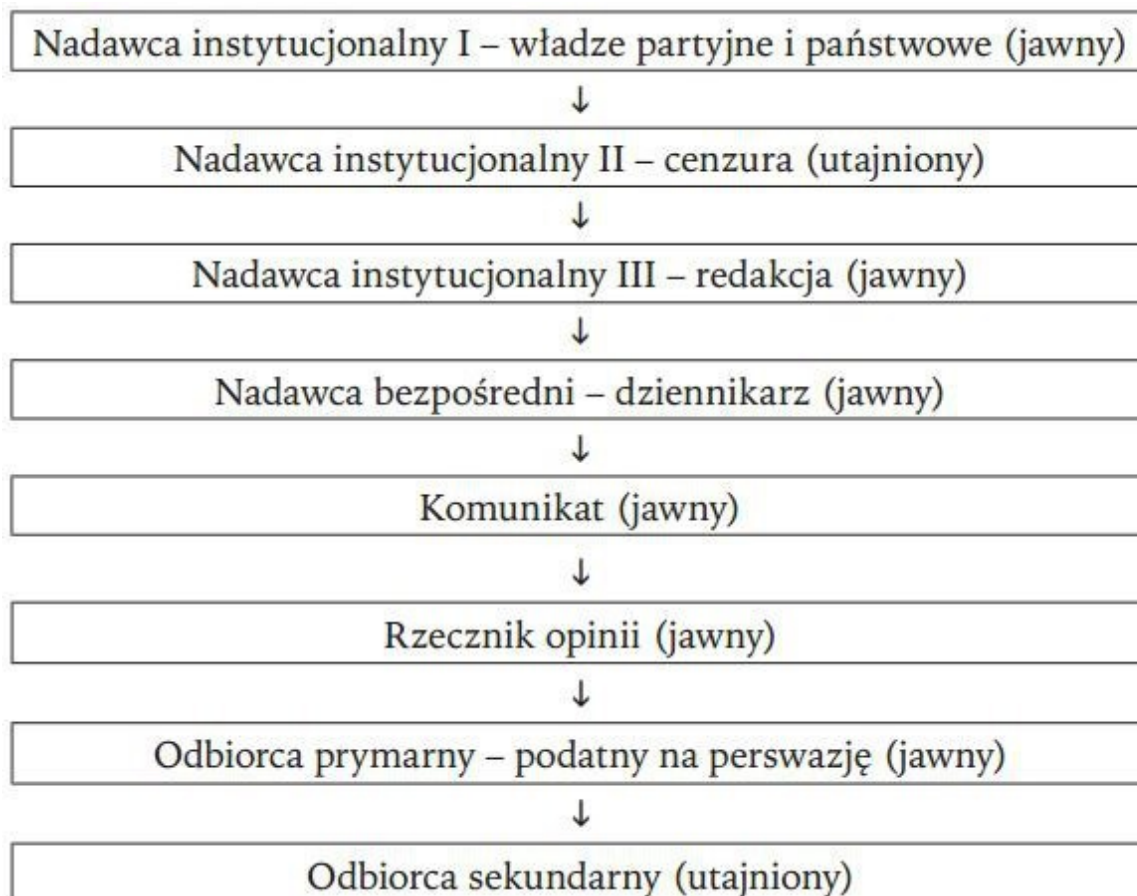 Nadawca instytucjonalny I – władze partyjne i państwowe (jawny)
↓
Nadawca instytucjonalny II – cenzura (utajniony)
↓
Nadawca instytucjonalny III – redakcja (jawny)
↓
Nadawca bezpośredni – dziennikarz (jawny)
↓
Komunikat (jawny)
↓
Rzecznik opinii (jawny)
↓
Odbiorca prymarny – podatny na perswazję (jawny)
↓
Odbiorca sekundarny (utajniony)